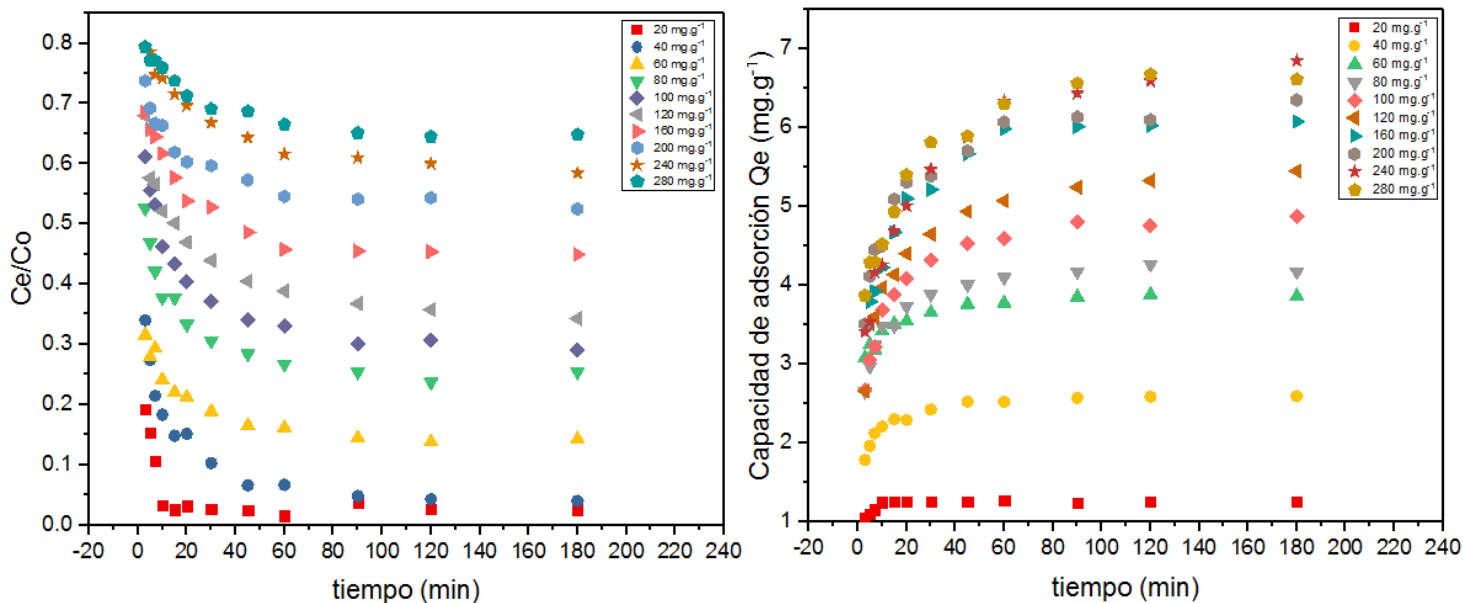 0.8
0.7
0.6
0.5
0.4
0.3
0.2
0.1
0.0
Ce/Co
-20 0 20 40 60 80 100 120 140 160 180 200 220 240
tiempo (min)
20 mg.g⁻¹
40 mg.g⁻¹
60 mg.g⁻¹
80 mg.g⁻¹
100 mg.g⁻¹
120 mg.g⁻¹
160 mg.g⁻¹
200 mg.g⁻¹
240 mg.g⁻¹
280 mg.g⁻¹
7
6
5
4
3
2
1
Capacidad de adsorción Qe (mg.g⁻¹)
-20 0 20 40 60 80 100 120 140 160 180 200 220 240
tiempo (min)
20 mg.g⁻¹
40 mg.g⁻¹
60 mg.g⁻¹
80 mg.g⁻¹
100 mg.g⁻¹
120 mg.g⁻¹
160 mg.g⁻¹
200 mg.g⁻¹
240 mg.g⁻¹
280 mg.g⁻¹